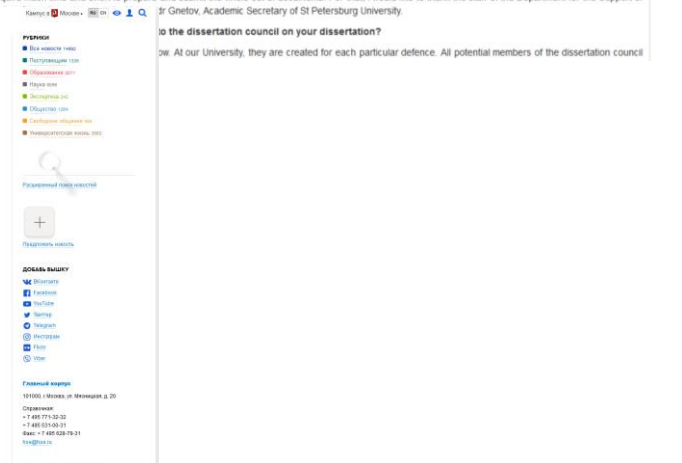 dr Gnetov, Academic Secretary of St Petersburg University.
to the dissertation council on your dissertation?
ow. At our University, they are created for each particular defence. All potential members of the dissertation council
Кампус в Москве
RU EN
РУБРИКИ
Все новости
Поступающим
Образование
Наука
Экспертиза
Общество
Свободное общение
Университетская жизнь
Расширенный поиск новостей
Предложить новость
ДОБАВЬ ВЫШКУ
ВКонтакте
Facebook
YouTube
Твиттер
Telegram
Инстаграм
Flickr
Viber
Главный корпус
101000, г. Москва, ул. Мясницкая, д. 20
Справочная:
+ 7 495 771-32-32
+ 7 495 531-00-31
Факс: + 7 495 628-79-31
hse@hse.ru